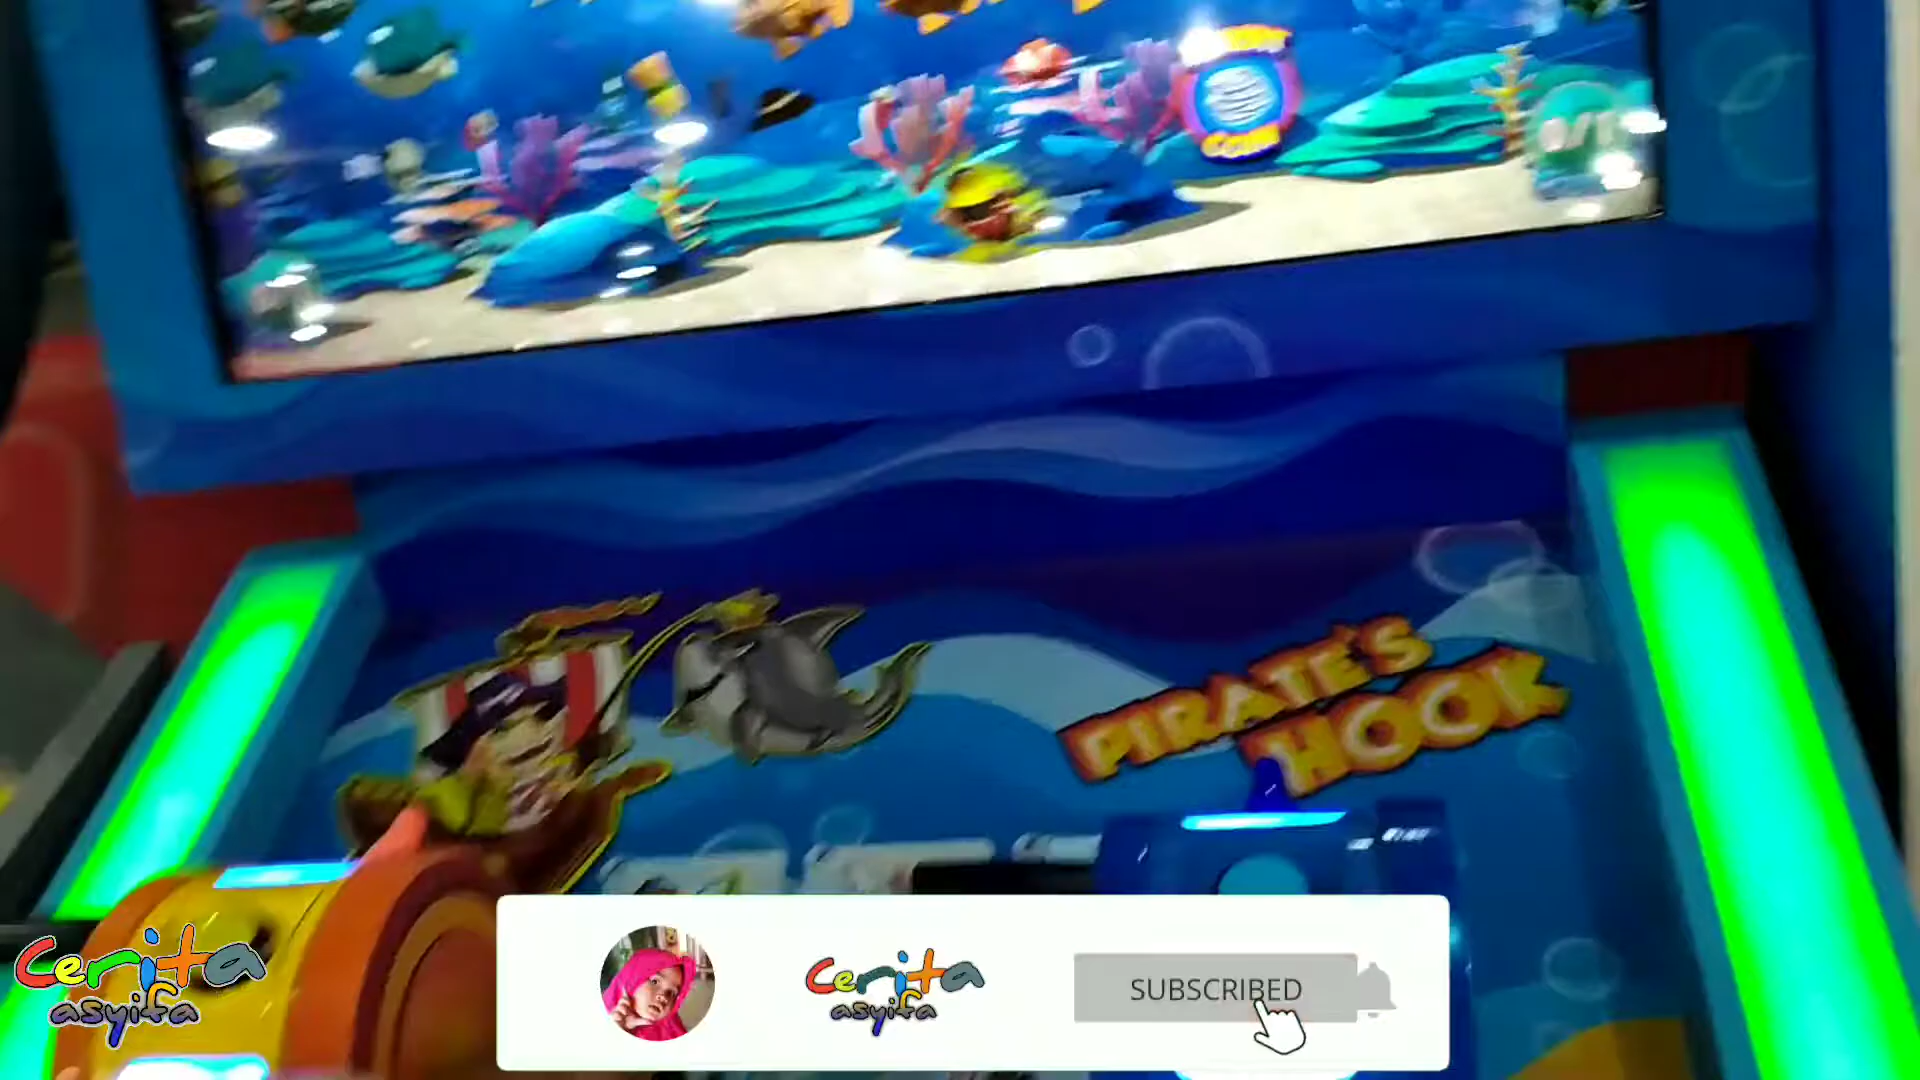 PIRATE'S
HOOK
Cerita
asyifa
Cerita
asyifa
SUBSCRIBED